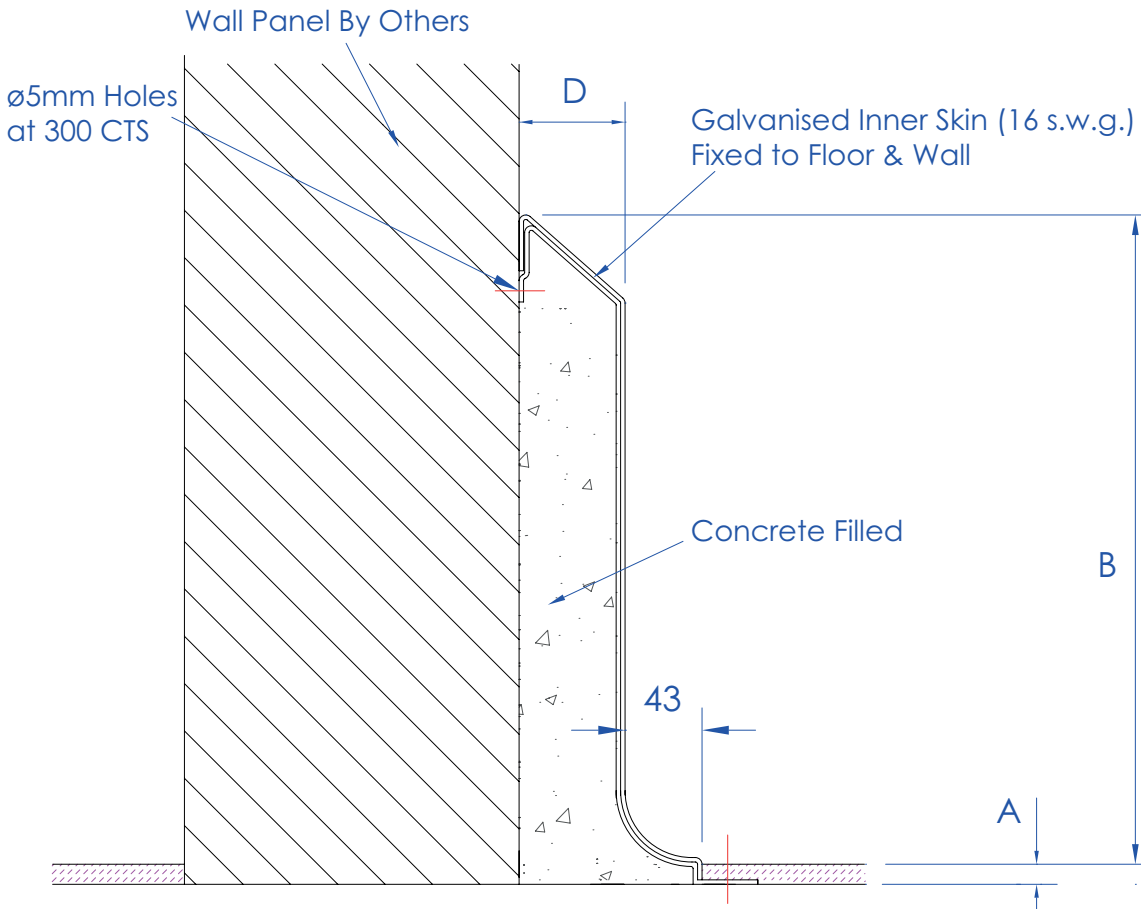 Wall Panel By Others
ø5mm Holes
at 300 CTS
D
Galvanised Inner Skin (16 s.w.g.)
Fixed to Floor & Wall
Concrete Filled
B
43
A